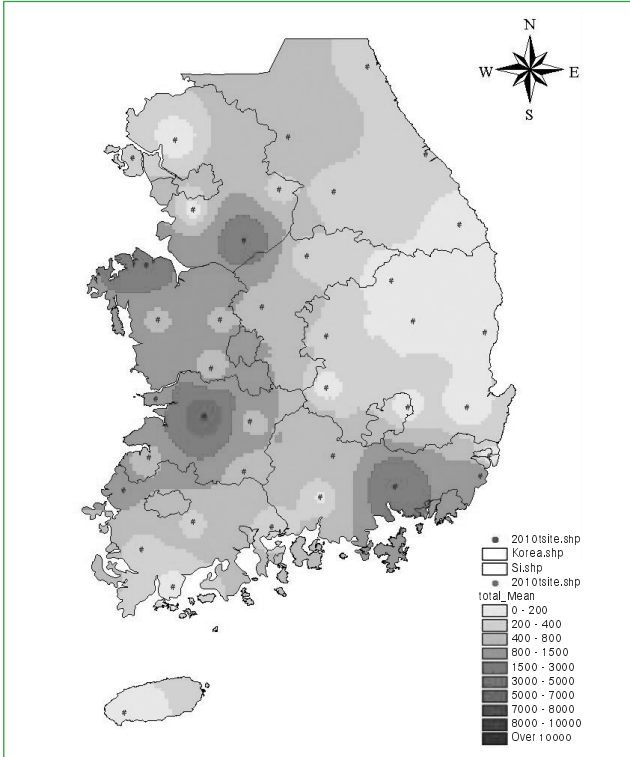 N
W E
S
2010tsite.shp
Korea.shp
Si.shp
2010tsite.shp
total_Mean
0 - 200
200 - 400
400 - 800
800 - 1500
1500 - 3000
3000 - 5000
5000 - 7000
7000 - 8000
8000 - 10000
Over 10000